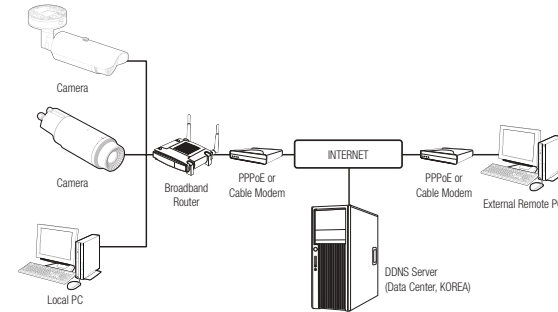 Camera
Camera
Local PC
Broadband
Router
PPPoE or
Cable Modem
INTERNET
PPPoE or
Cable Modem
External Remote PC
DDNS Server
(Data Center, KOREA)